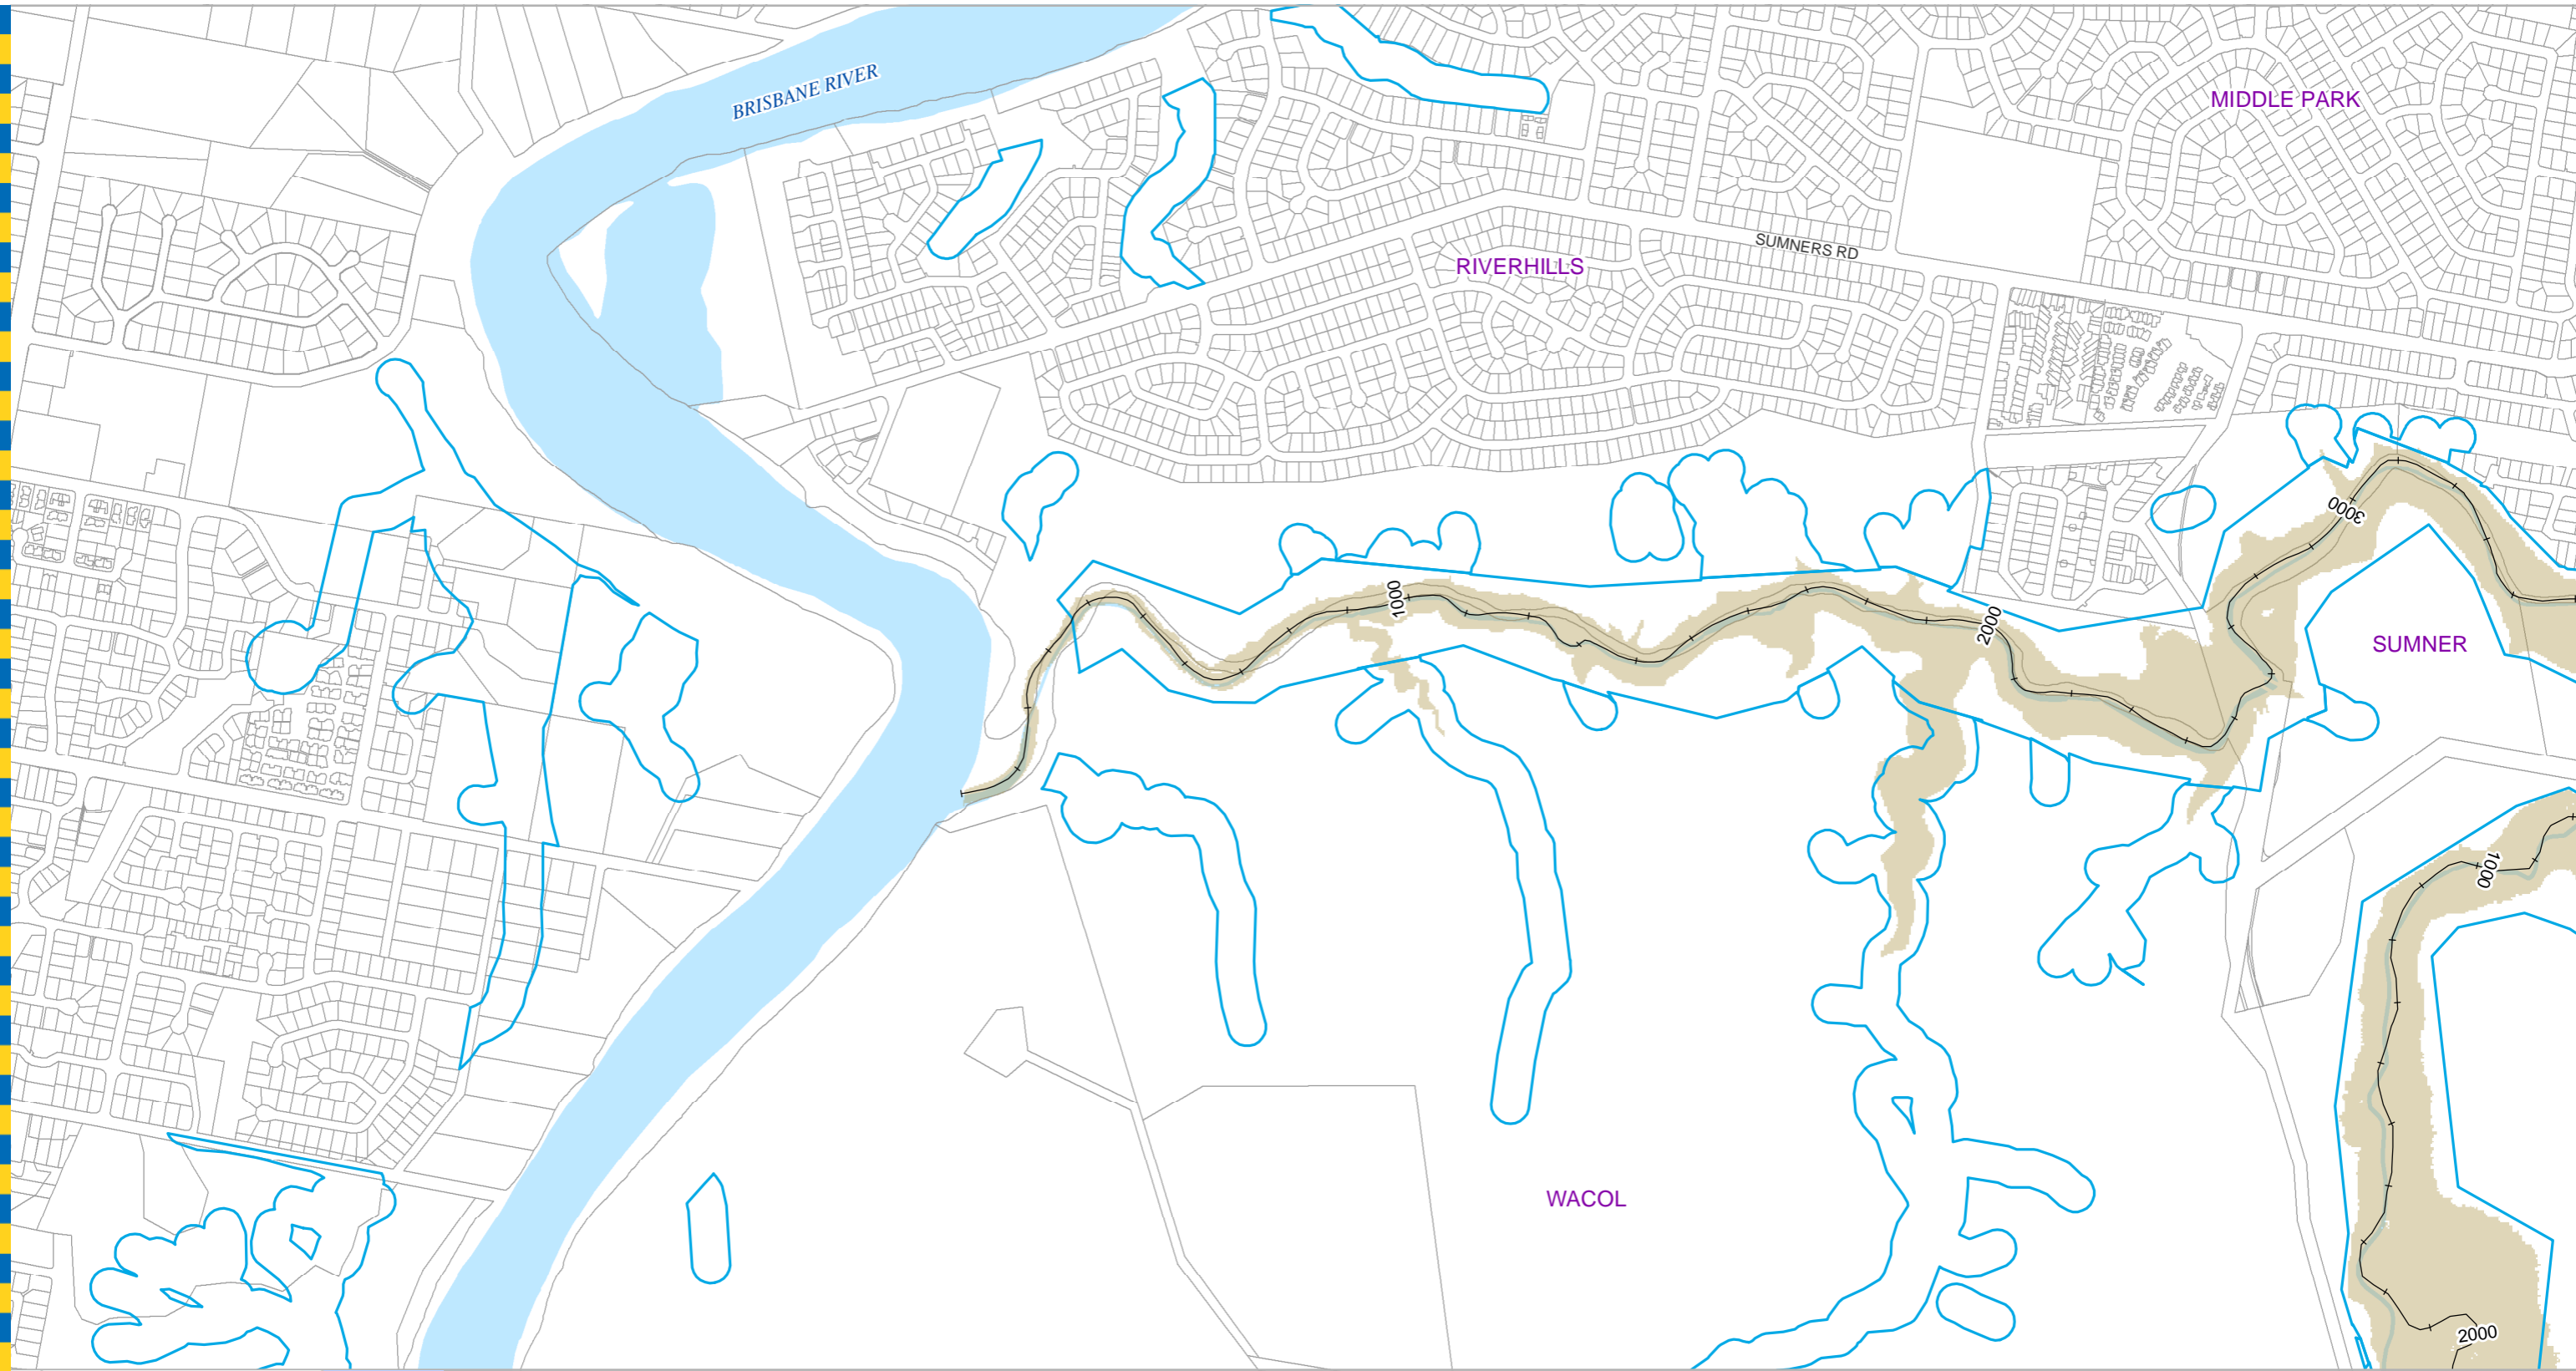 BRISBANE RIVER
MIDDLE PARK
SUMNERS RD
RIVERHILLS
3000
1000
2000
SUMNER
1000
WACOL
2000